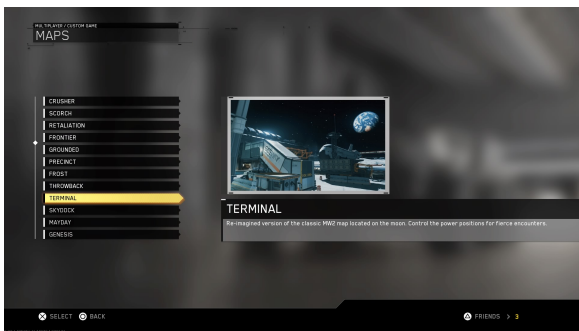 MULTIPLAYER / CUSTOM GAME
MAPS
CRUSHER
SCORCH
RETALIATION
FRONTIER
GROUNDED
PRECINCT
FROST
THROWBACK
TERMINAL
SKYDOCK
MAYDAY
GENESIS
TERMINAL
Re-imagined version of the classic MW2 map located on the moon. Control the power positions for fierce encounters.
SELECT BACK
FRIENDS > 3